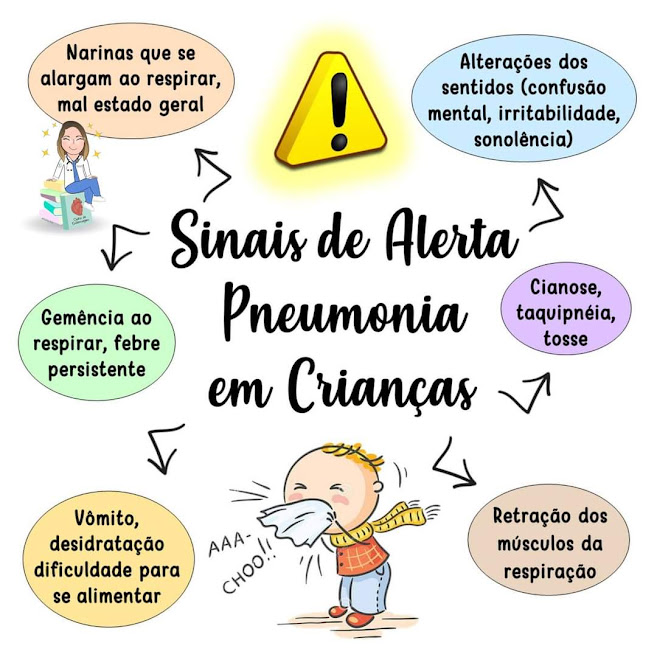 Narinas que se
alargam ao respirar,
mal estado geral
Alterações dos
sentidos (confusão
mental, irritabilidade,
sonolência)
Sinais de Alerta
Pneumonia
em Crianças
Gemência ao
respirar, febre
persistente
Cianose,
taquipnéia,
tosse
Vômito,
desidratação
dificuldade para
se alimentar
AAA-
CHOO!!
Retração dos
músculos da
respiração